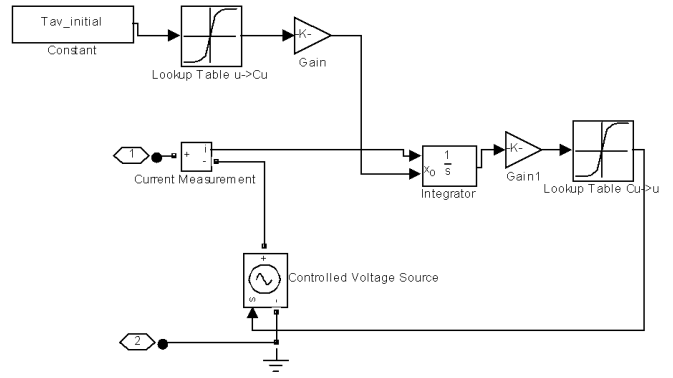 Tav_initial
Constant
Lookup Table u->Cu
-K-
Gain
1
+
i
-
Current Measurement
1
s
xo
Integrator
-K-
Gain1
Lookup Table Cu->u
+
Controlled Voltage Source
s
-
2